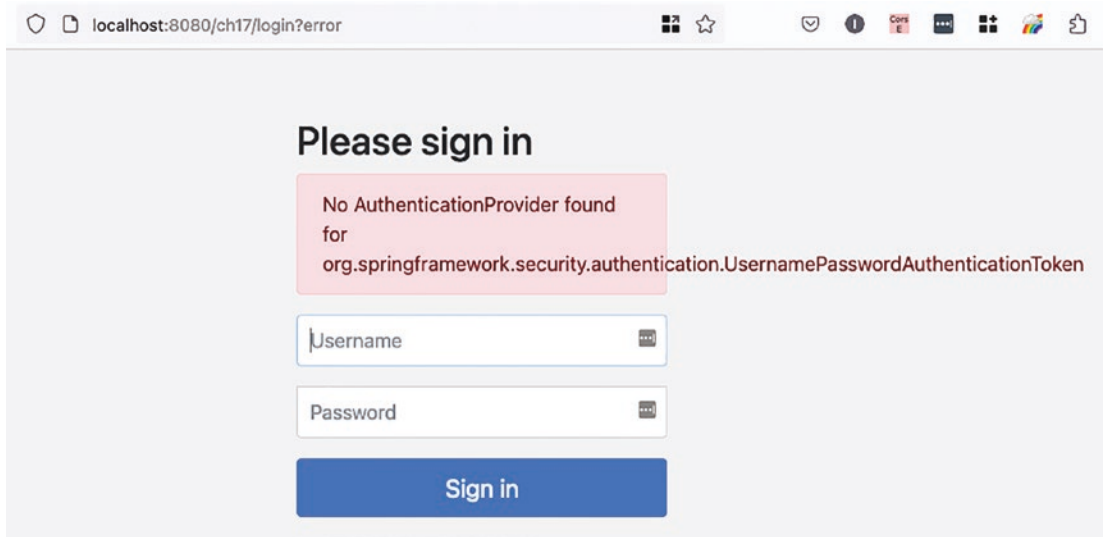 localhost:8080/ch17/login?error
Cors
E
Please sign in
No AuthenticationProvider found
for
org.springframework.security.authentication.UsernamePasswordAuthenticationToken
Username
Password
Sign in